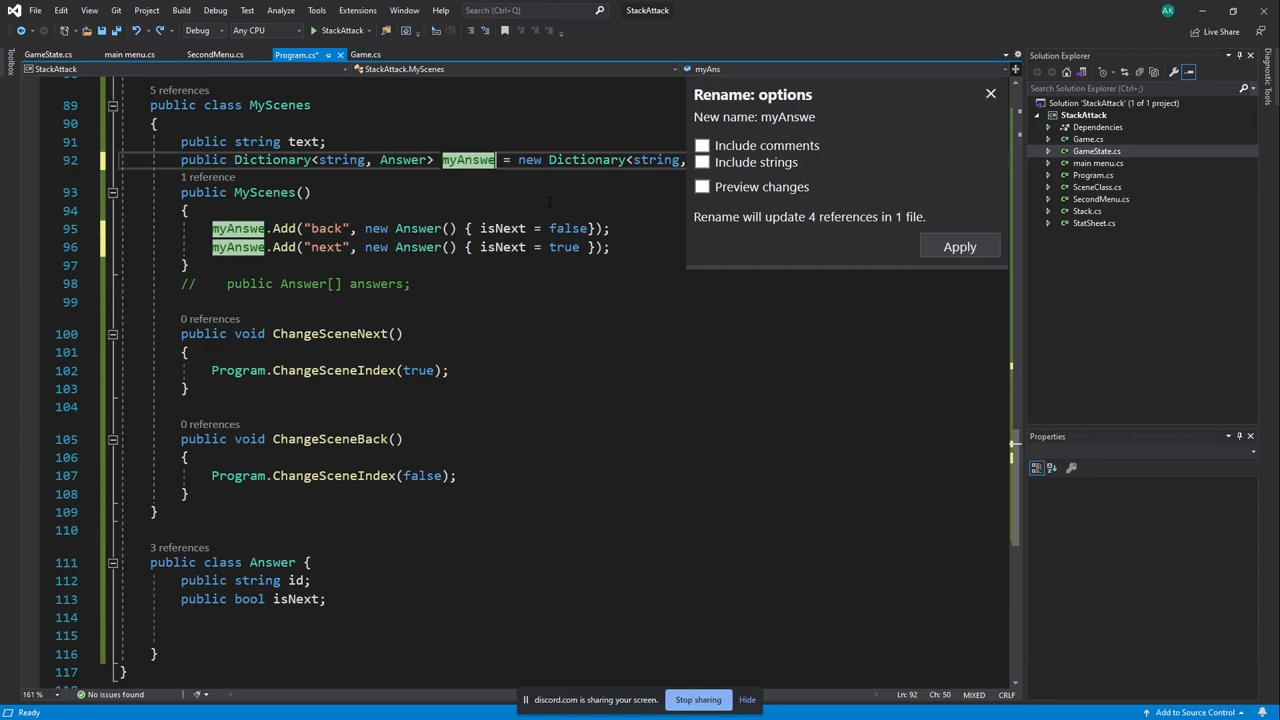 File Edit View Git Project Build Debug Test Analyze Tools Extensions Window Help Search (Ctrl+Q) StackAttack AK
Debug Any CPU StackAttack Live Share
GameState.cs main menu.cs SecondMenu.cs Program.cs* Game.cs
Toolbox
StackAttack StackAttack.MyScenes myAns
5 references
89 public class MyScenes
90 {
91 public string text;
92 public Dictionary<string, Answer> myAnswe = new Dictionary<string,
1 reference
93 public MyScenes()
94 {
95 myAnswe.Add("back", new Answer() { isNext = false});
96 myAnswe.Add("next", new Answer() { isNext = true });
97 }
98 // public Answer[] answers;
99
0 references
100 public void ChangeSceneNext()
101 {
102 Program.ChangeSceneIndex(true);
103 }
104
0 references
105 public void ChangeSceneBack()
106 {
107 Program.ChangeSceneIndex(false);
108 }
109 }
110
3 references
111 public class Answer {
112 public string id;
113 public bool isNext;
114
115
116 }
117 }
Rename: options
New name: myAnswe
Include comments
Include strings
Preview changes
Rename will update 4 references in 1 file.
Apply
Solution Explorer
Search Solution Explorer (Ctrl+;)
Solution 'StackAttack' (1 of 1 project)
StackAttack
Dependencies
Game.cs
GameState.cs
main menu.cs
Program.cs
SceneClass.cs
SecondMenu.cs
Stack.cs
StatSheet.cs
Properties
Diagnostic Tools
161 % No issues found Ln: 92 Ch: 50 MIXED CRLF
discord.com is sharing your screen. Stop sharing Hide
Ready Add to Source Control